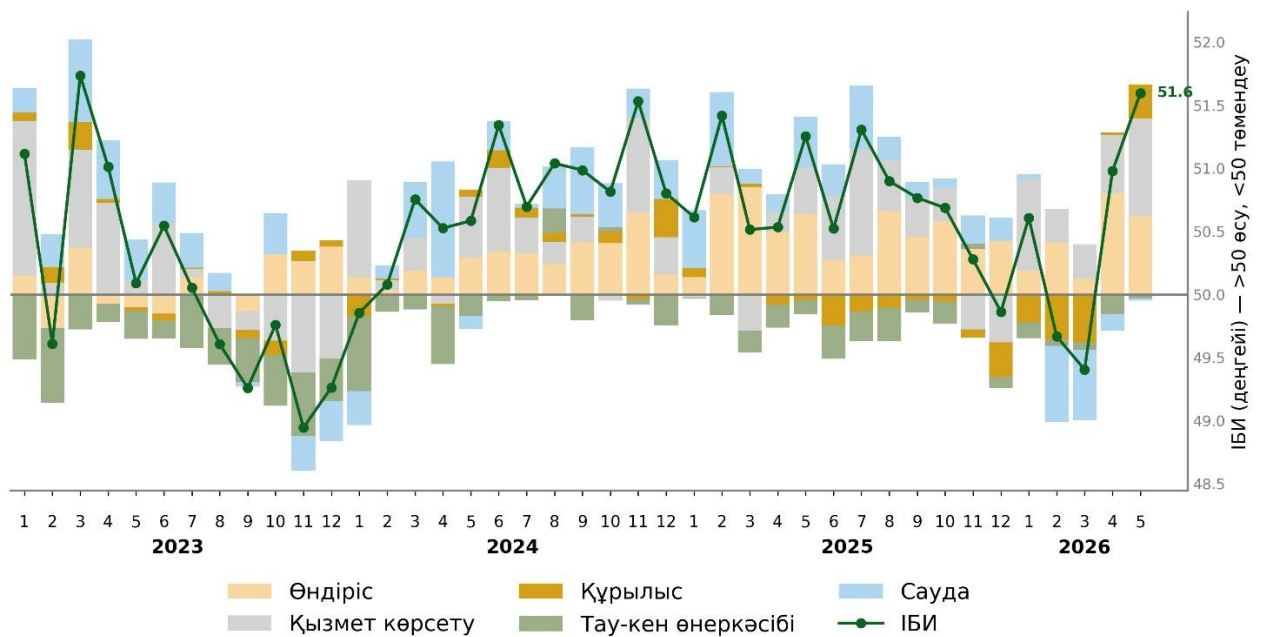 52.0
51.5
51.0
50.5
50.0
49.5
49.0
48.5
ІБИ (деңгейі) — >50 өсу, <50 төмендеу
51.6
1 2 3 4 5 6 7 8 9 10 11 12 1 2 3 4 5 6 7 8 9 10 11 12 1 2 3 4 5 6 7 8 9 10 11 12 1 2 3 4 5
2023 2024 2025 2026
Өндіріс Құрылыс Сауда
Қызмет көрсету Тау-кен өнеркәсібі ІБИ